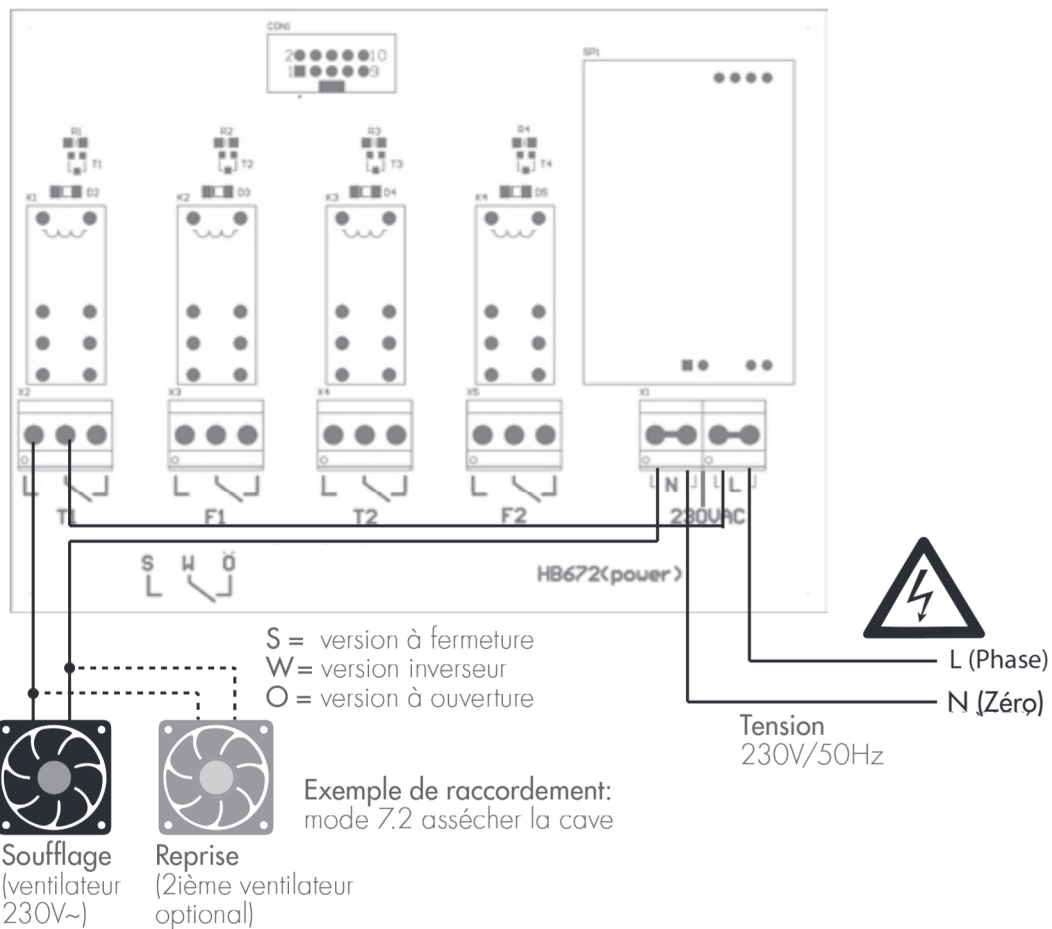 CON1
2 10
1 9
SP1
R1
R2
R3
R4
T1
T2
T3
T4
K1
D2
K2
D3
K3
D4
K4
D5
X2
X3
X4
X5
X1
N
L
T1
F1
T2
F2
230VAC
S W Ö
HB672(power)
S = version à fermeture
W = version inverseur
O = version à ouverture
L (Phase)
N (Zéro)
Tension
230V/50Hz
Exemple de raccordement:
mode 7.2 assécher la cave
Soufflage
(ventilateur
230V~)
Reprise
(2ième ventilateur
optional)